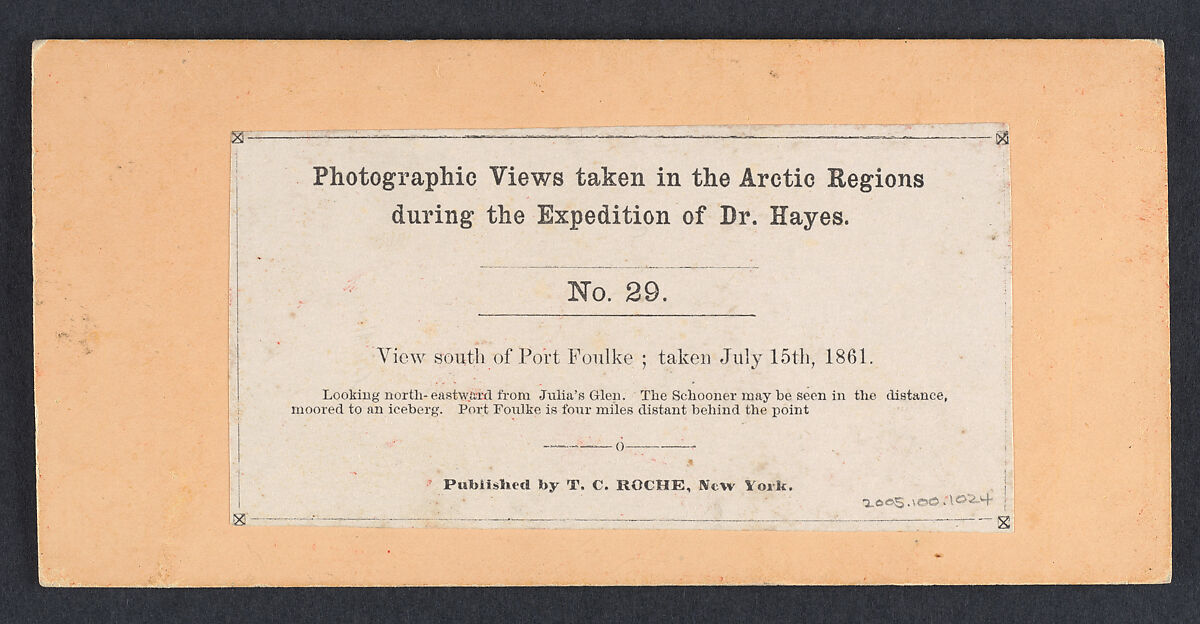 Photographic Views taken in the Arctic Regions
during the Expedition of Dr. Hayes.
No. 29.
View south of Port Foulke ; taken July 15th, 1861.
Looking north-eastward from Julia's Glen. The Schooner may be seen in the distance,
moored to an iceberg. Port Foulke is four miles distant behind the point
o
Published by T. C. ROCHE, New York.
2005.100.1024